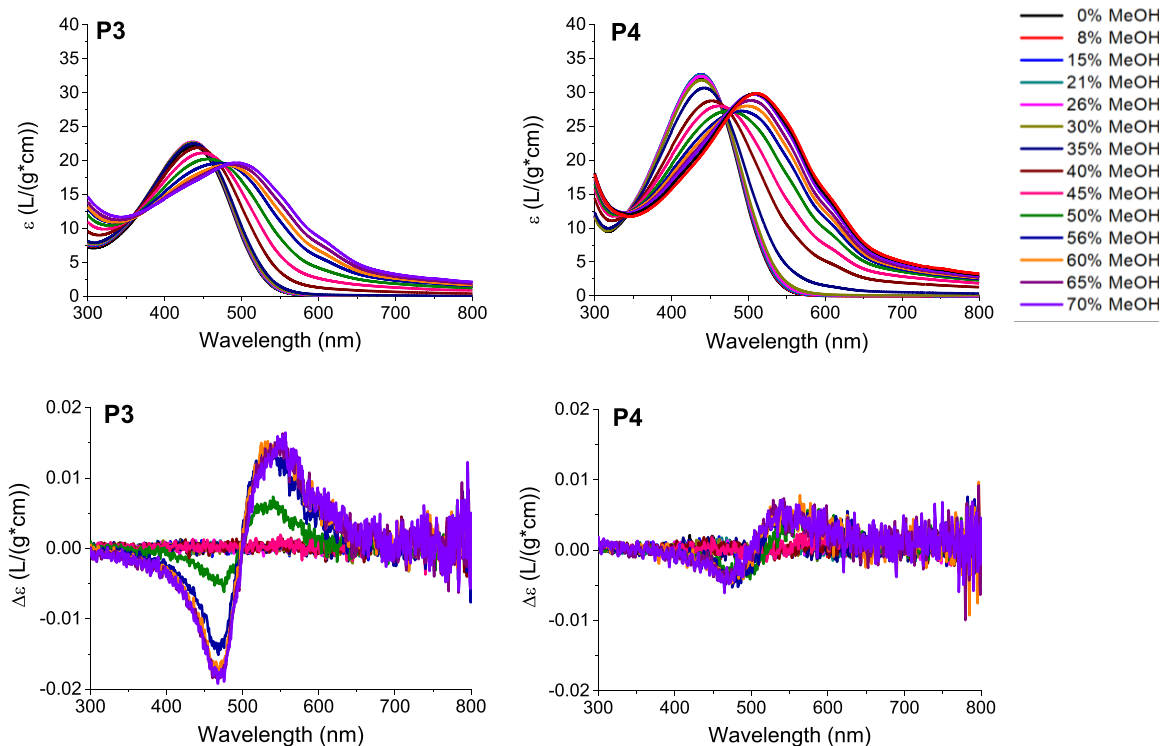 P3
40
35
30
25
20
15
10
5
0
300 400 500 600 700 800
ε (L/(g*cm))
Wavelength (nm)
P4
40
35
30
25
20
15
10
5
0
300 400 500 600 700 800
ε (L/(g*cm))
Wavelength (nm)
0% MeOH
8% MeOH
15% MeOH
21% MeOH
26% MeOH
30% MeOH
35% MeOH
40% MeOH
45% MeOH
50% MeOH
56% MeOH
60% MeOH
65% MeOH
70% MeOH
P3
0.02
0.01
0.00
-0.01
-0.02
300 400 500 600 700 800
Δε (L/(g*cm))
Wavelength (nm)
P4
0.02
0.01
0.00
-0.01
-0.02
300 400 500 600 700 800
Δε (L/(g*cm))
Wavelength (nm)